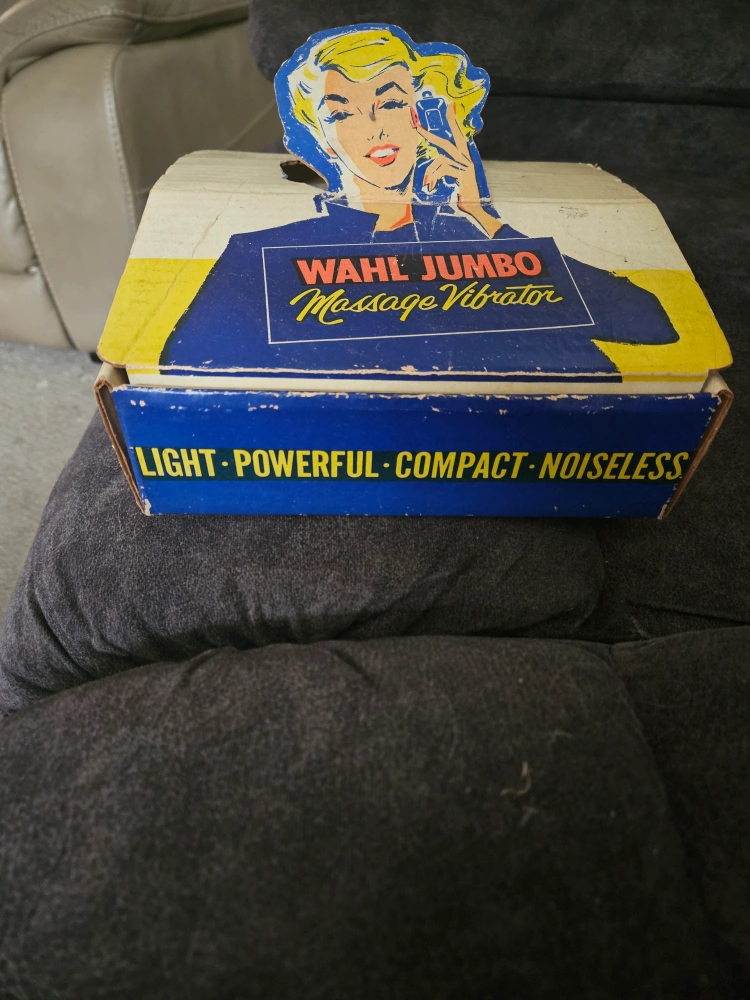 WAHL JUMBO
Massage Vibrator
LIGHT · POWERFUL · COMPACT · NOISELESS